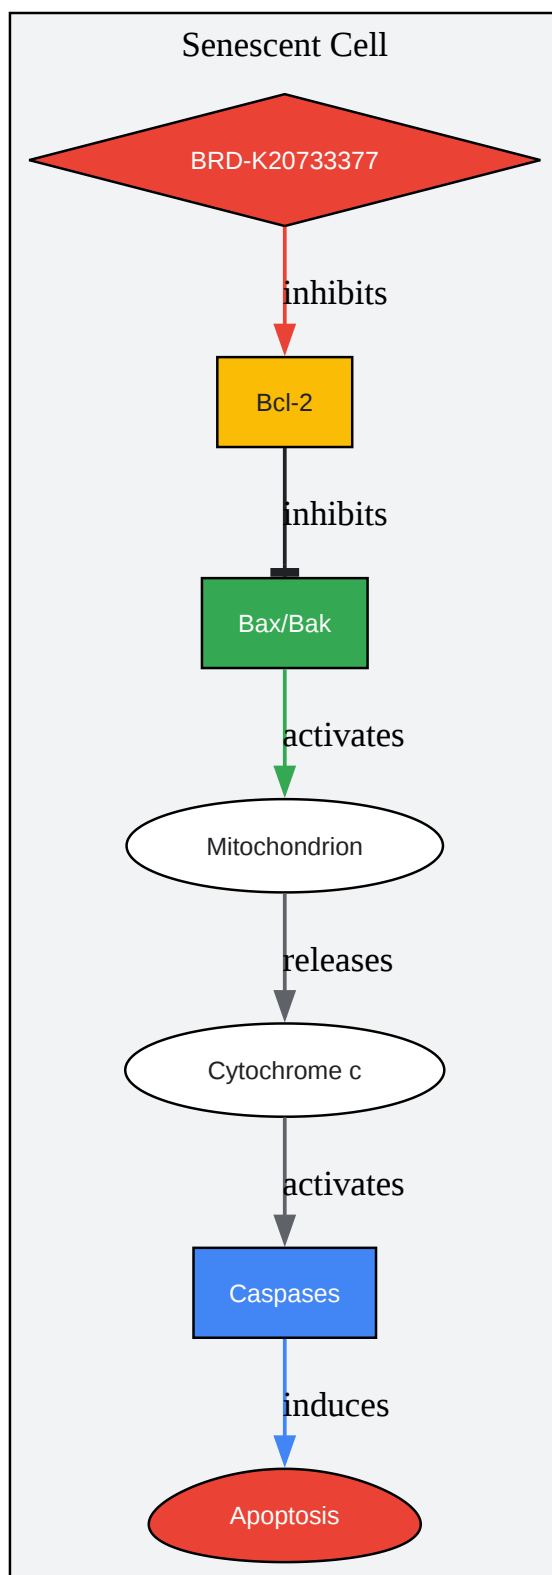 Senescent Cell
BRD-K20733377
inhibits
Bcl-2
inhibits
Bax/Bak
activates
Mitochondrion
releases
Cytochrome c
activates
Caspases
induces
Apoptosis